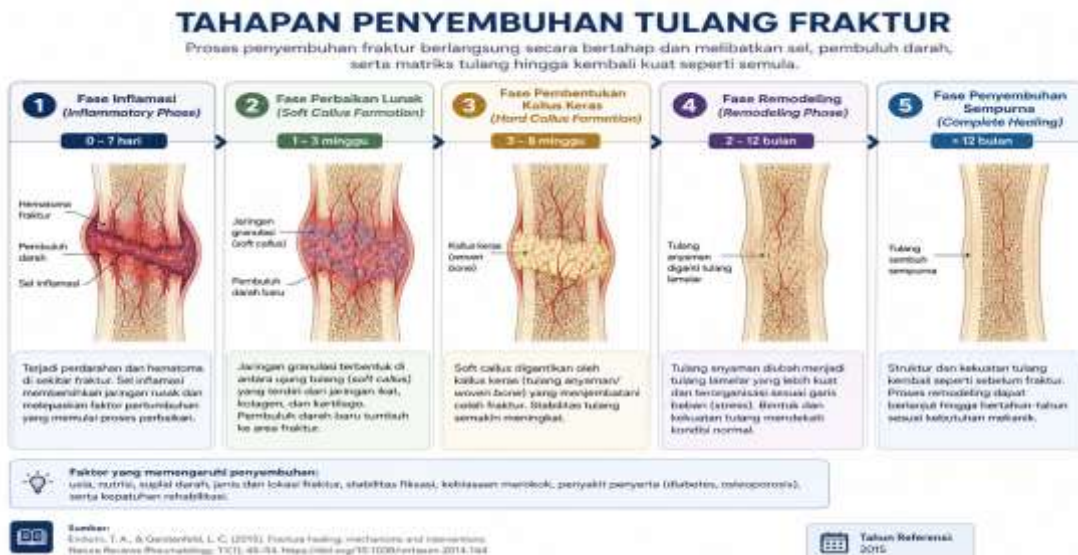 TAHAPAN PENYEMBUHAN TULANG FRAKTUR
Proses penyembuhan fraktur berlangsung secara bertahap dan melibatkan sel, pembuluh darah,
serta matriks tulang hingga kembali kuat seperti semula.
1
Fase Inflamasi
(Inflammatory Phase)
0 – 7 hari
Hematoma
fraktur
Pembuluh
darah
Sel inflamasi
Terjadi perdarahan dan hematoma
di sekitar fraktur. Sel inflamasi
membersihkan jaringan rusak dan
melepaskan faktor pertumbuhan
yang memulai proses perbaikan.
2
Fase Perbaikan Lunak
(Soft Callus Formation)
1 – 3 minggu
Jaringan
granulasi
(soft callus)
Pembuluh
darah baru
Jaringan granulasi terbentuk di
antara ujung tulang (soft callus)
yang terdiri dari jaringan ikat,
kolagen, dan kartilago.
Pembuluh darah baru tumbuh
ke area fraktur.
3
Fase Pembentukan
Kallus Keras
(Hard Callus Formation)
3 – 8 minggu
Kallus keras
(woven
bone)
Soft callus digantikan oleh
kallus keras (tulang anyaman/
woven bone) yang menjembatani
celah fraktur. Stabilitas tulang
semakin meningkat.
4
Fase Remodeling
(Remodeling Phase)
2 – 12 bulan
Tulang
anyaman
diganti tulang
lamelar
Tulang anyaman diubah menjadi
tulang lamelar yang lebih kuat
dan terorganisasi sesuai garis
beban (stress). Bentuk dan
kekuatan tulang mendekati
kondisi normal.
5
Fase Penyembuhan
Sempurna
(Complete Healing)
12 bulan
Tulang
sembuh
sempurna
Struktur dan kekuatan tulang
kembali seperti sebelum fraktur.
Proses remodeling dapat
berlanjut hingga bertahun-tahun
sesuai kebutuhan mekanik.
Faktor yang memengaruhi penyembuhan:
usia, nutrisi, suplai darah, jenis dan lokasi fraktur, stabilitas fiksasi, kebiasaan merokok, penyakit penyerta (diabetes, osteoporosis),
serta kepatuhan rehabilitasi.
Sumber:
Einhorn, T. A., & Gerstenfeld, L. C. (2015). Fracture healing: mechanisms and interventions.
Nature Reviews Rheumatology, 11(1), 45–54.
Tahun Referensi:
2015